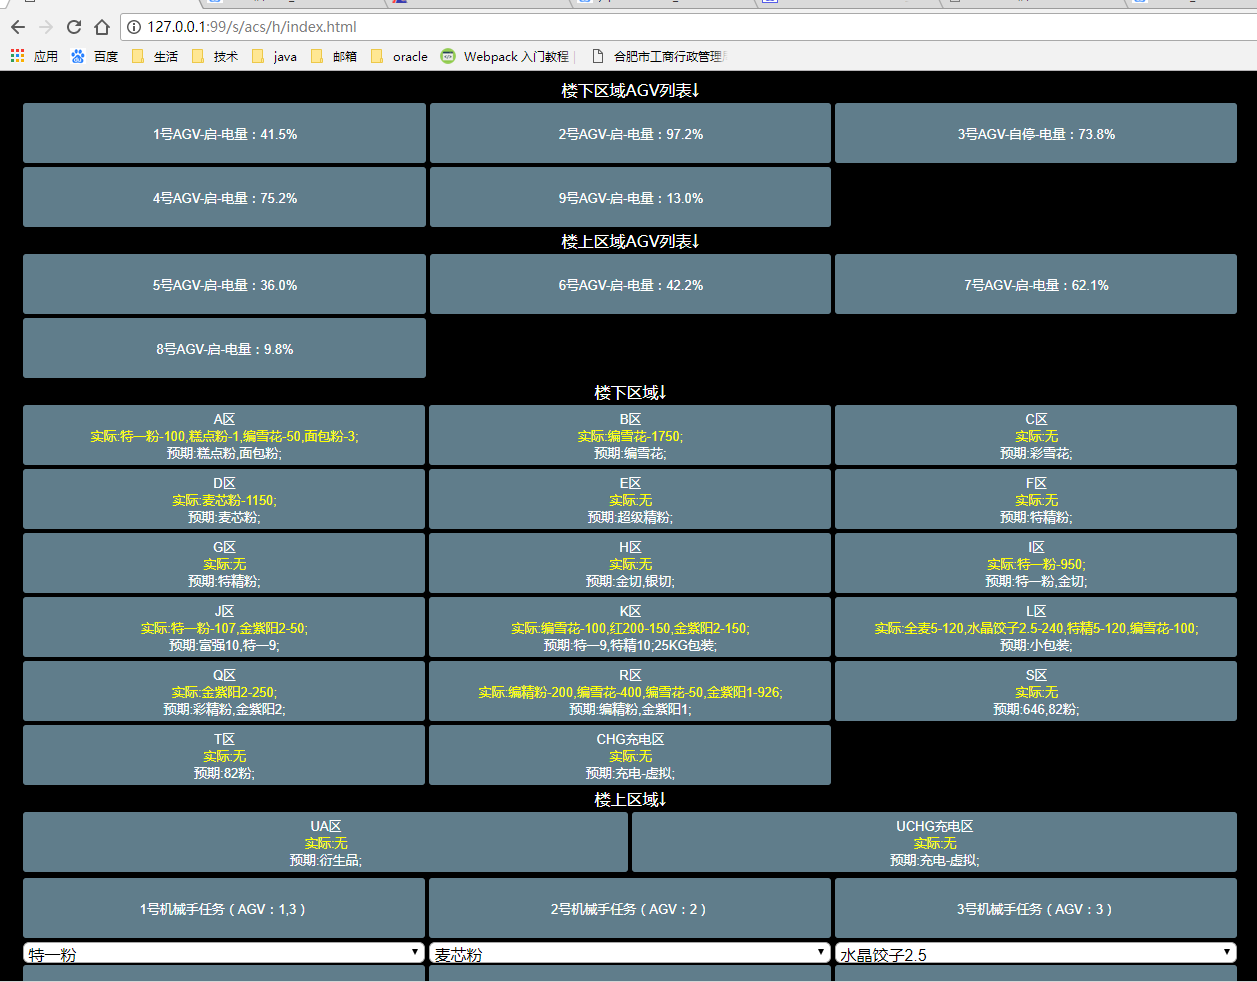 127.0.0.1:99/s/acs/h/index.html
应用 百度 生活 技术 java 邮箱 oracle Webpack 入门教程 合肥市工商行政管理
楼下区域AGV列表↓
1号AGV-启-电量：41.5% 2号AGV-启-电量：97.2% 3号AGV-自停-电量：73.8%
4号AGV-启-电量：75.2% 9号AGV-启-电量：13.0%
楼上区域AGV列表↓
5号AGV-启-电量：36.0% 6号AGV-启-电量：42.2% 7号AGV-启-电量：62.1%
8号AGV-启-电量：9.8%
楼下区域↓
A区
实际:特一粉-100,糕点粉-1,编雪花-50,面包粉-3;
预期:糕点粉,面包粉;
B区
实际:编雪花-1750;
预期:编雪花;
C区
实际:无
预期:彩雪花;
D区
实际:麦芯粉-1150;
预期:麦芯粉;
E区
实际:无
预期:超级精粉;
F区
实际:无
预期:特精粉;
G区
实际:无
预期:特精粉;
H区
实际:无
预期:金切,银切;
I区
实际:特一粉-950;
预期:特一粉,金切;
J区
实际:特一粉-107,金紫阳2-50;
预期:富强10,特一9;
K区
实际:编雪花-100,红200-150,金紫阳2-150;
预期:特一9,特精10;25KG包装;
L区
实际:全麦5-120,水晶饺子2.5-240,特精5-120,编雪花-100;
预期:小包装;
Q区
实际:金紫阳2-250;
预期:彩精粉,金紫阳2;
R区
实际:编精粉-200,编雪花-400,编雪花-50,金紫阳1-926;
预期:编精粉,金紫阳1;
S区
实际:无
预期:646,82粉;
T区
实际:无
预期:82粉;
CHG充电区
实际:无
预期:充电-虚拟;
楼上区域↓
UA区
实际:无
预期:衍生品;
UCHG充电区
实际:无
预期:充电-虚拟;
1号机械手任务（AGV：1,3） 2号机械手任务（AGV：2） 3号机械手任务（AGV：3）
特一粉 麦芯粉 水晶饺子2.5